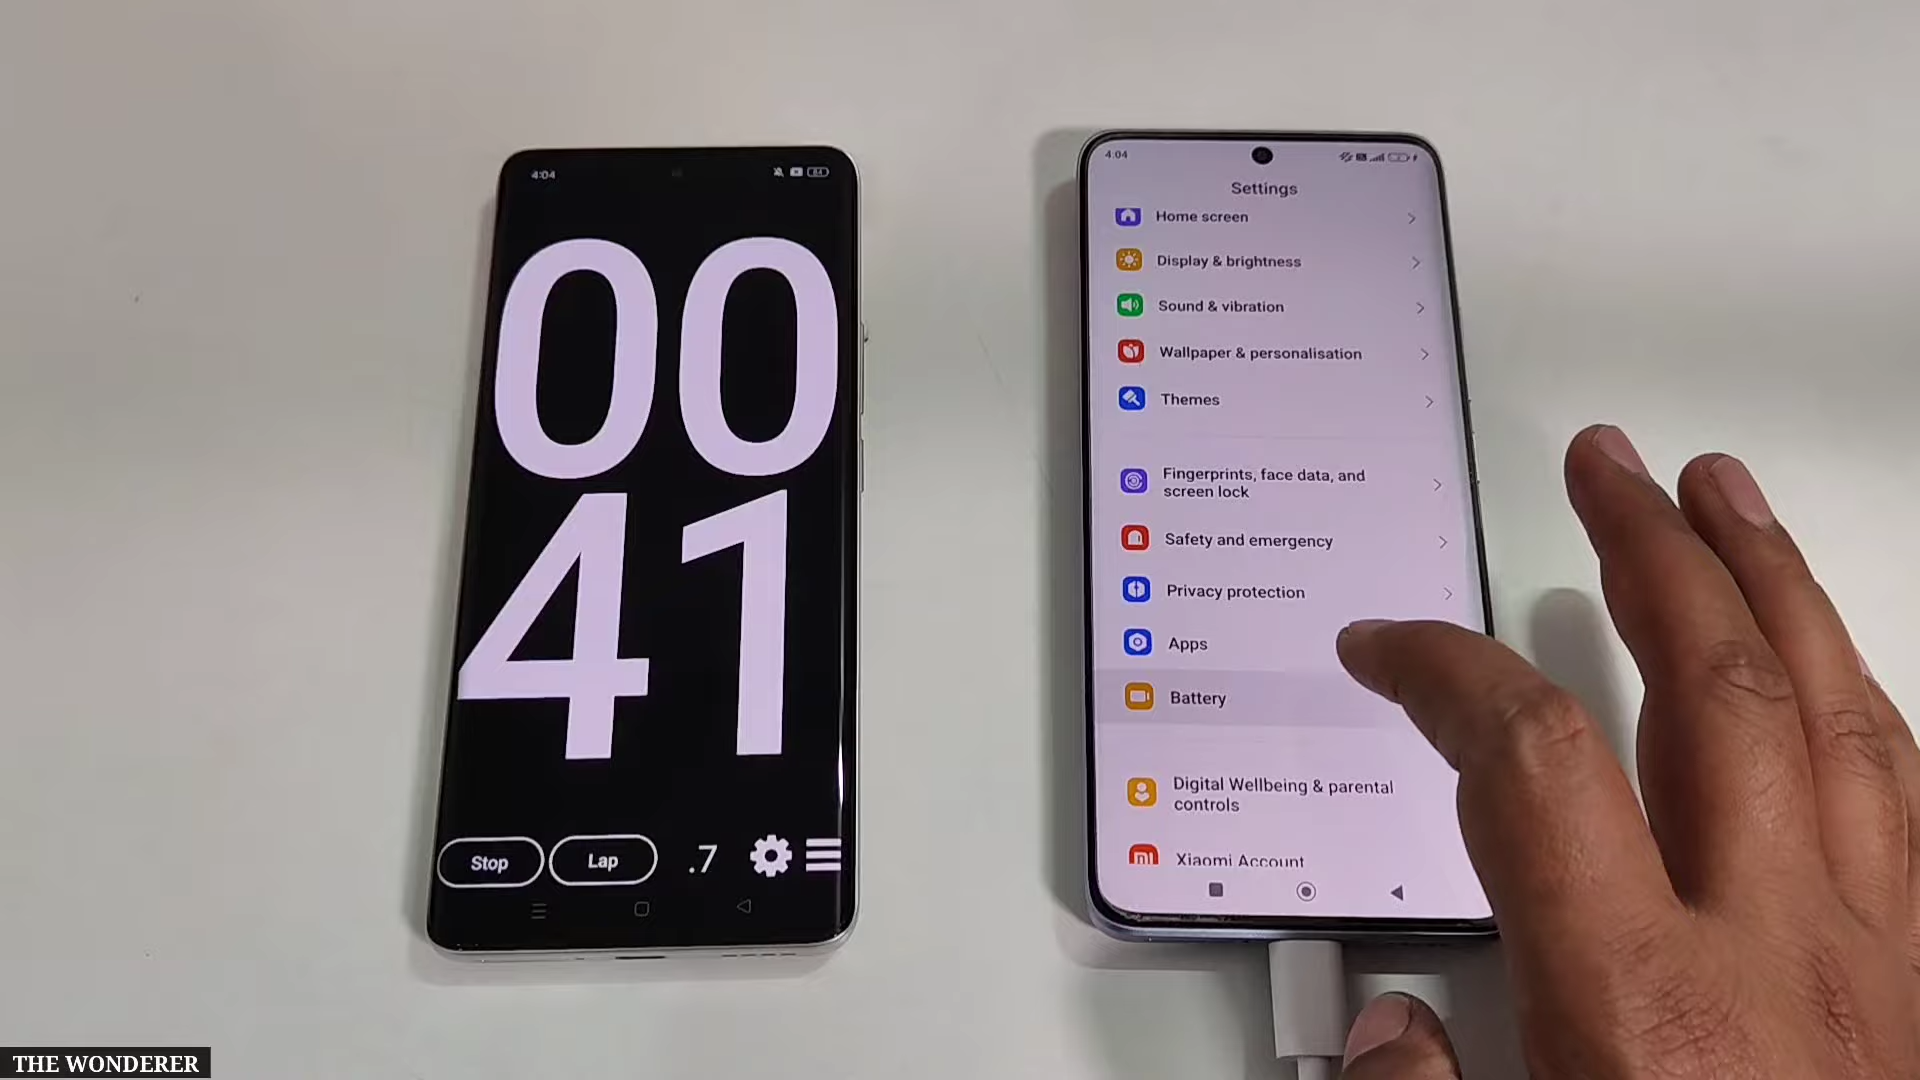 4:04
84
00
41
Stop
Lap
.7
4:04
Settings
Home screen
Display & brightness
Sound & vibration
Wallpaper & personalisation
Themes
Fingerprints, face data, and
screen lock
Safety and emergency
Privacy protection
Apps
Battery
Digital Wellbeing & parental
controls
Xiaomi Account
THE WONDERER